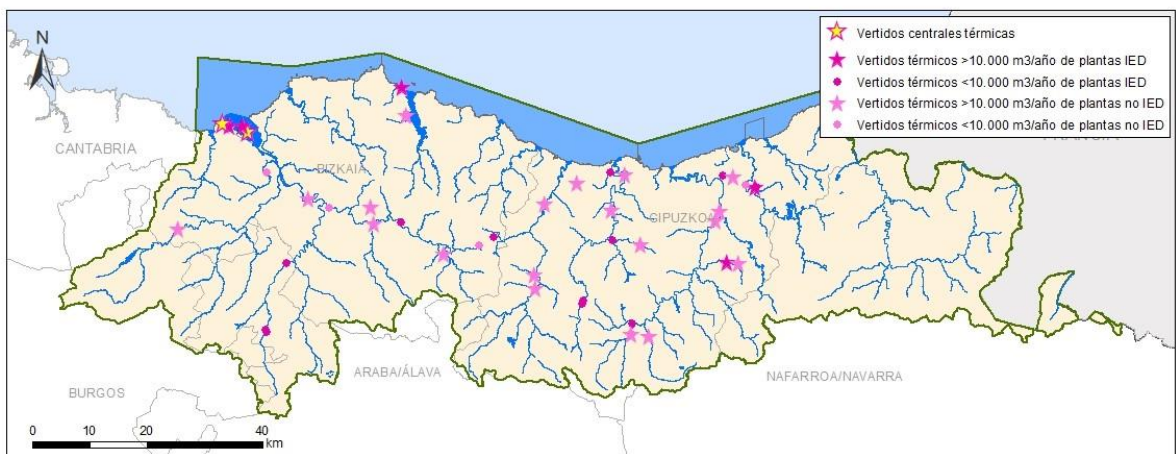 N
Vertidos centrales térmicas
Vertidos térmicos >10.000 m3/año de plantas IED
Vertidos térmicos <10.000 m3/año de plantas IED
Vertidos térmicos >10.000 m3/año de plantas no IED
Vertidos térmicos <10.000 m3/año de plantas no IED
CANTABRIA
BIZKAIA
GIPUZKOA
ARABA/ÁLAVA
NAFARROA/NAVARRA
BURGOS
0 10 20 40
km